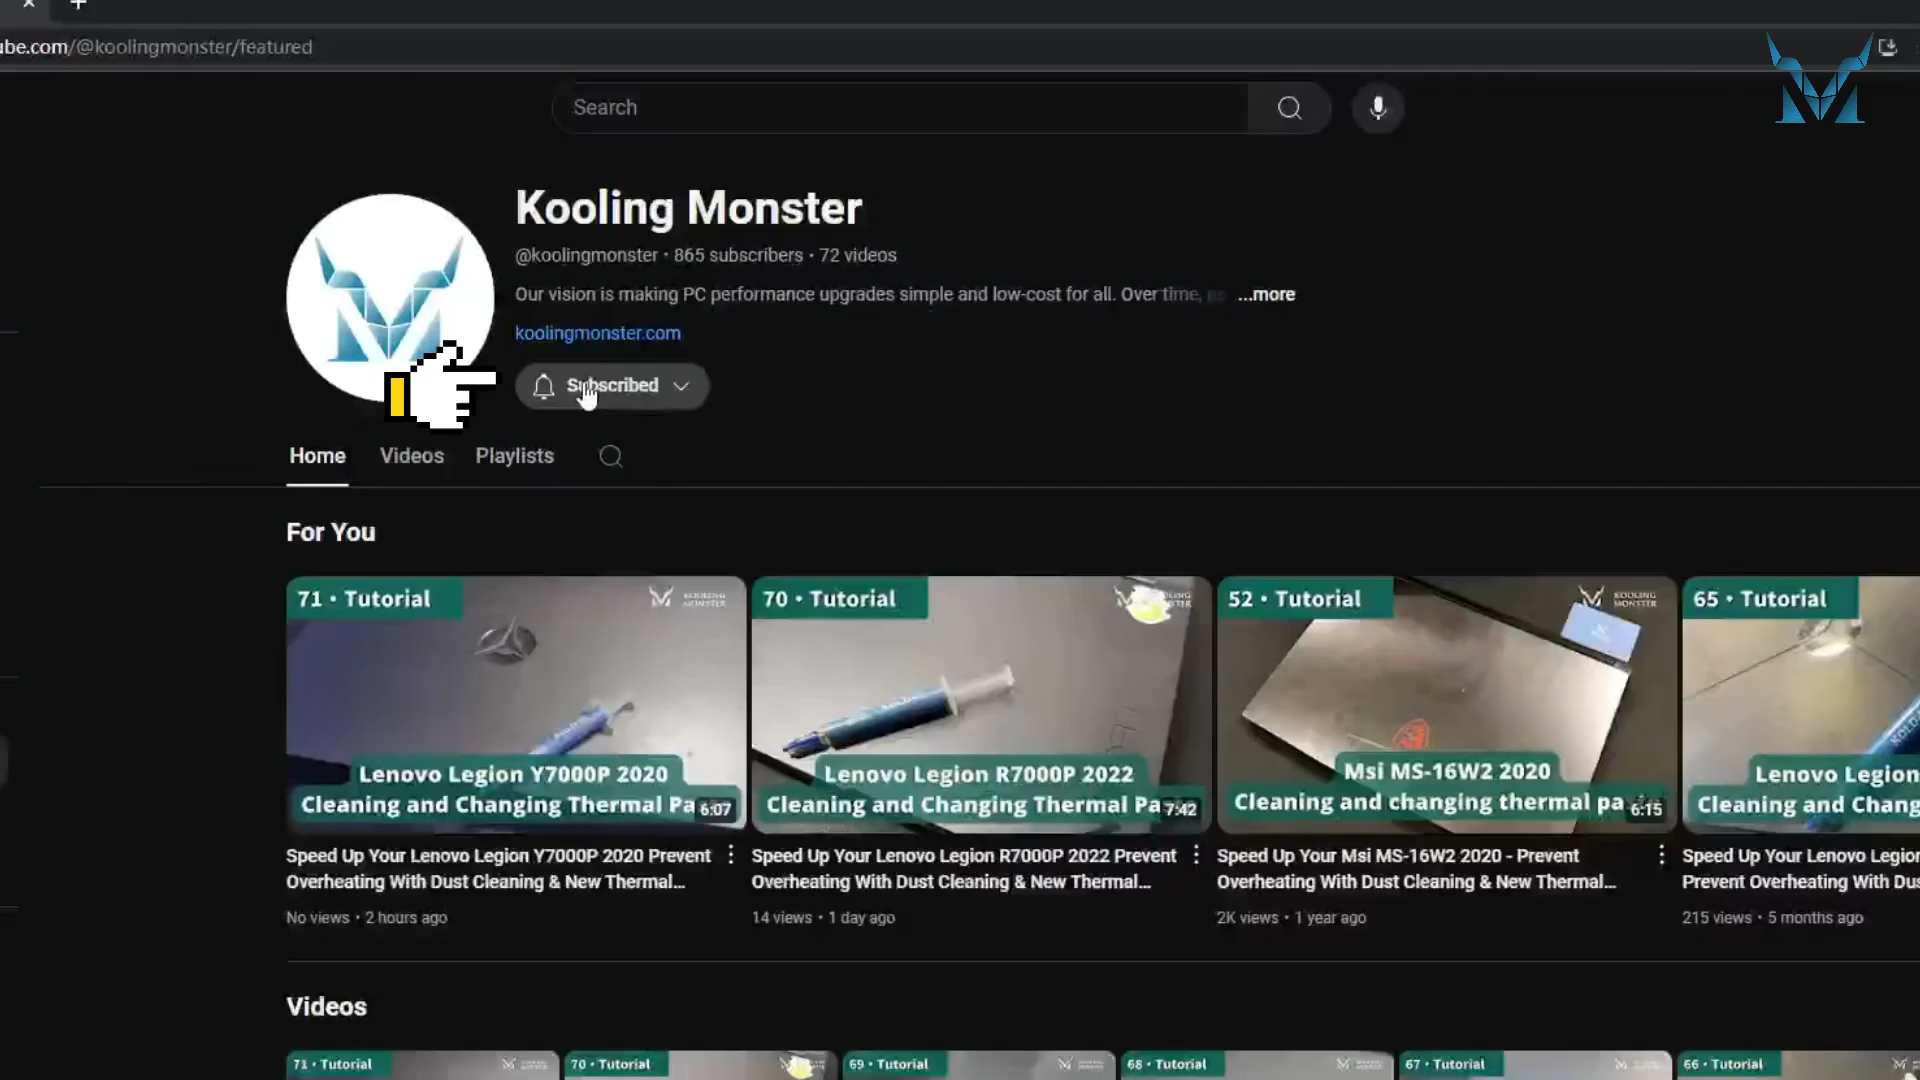 ube.com/@koolingmonster/featured
Search
Kooling Monster
@koolingmonster • 865 subscribers • 72 videos
Our vision is making PC performance upgrades simple and low-cost for all. Over time, ...more
koolingmonster.com
Subscribed
Home Videos Playlists
For You
71 • Tutorial
KOOLING MONSTER
Lenovo Legion Y7000P 2020
Cleaning and Changing Thermal Pa
6:07
Speed Up Your Lenovo Legion Y7000P 2020 Prevent
Overheating With Dust Cleaning & New Thermal...
No views • 2 hours ago
70 • Tutorial
Lenovo Legion R7000P 2022
Cleaning and Changing Thermal Pa
7:42
Speed Up Your Lenovo Legion R7000P 2022 Prevent
Overheating With Dust Cleaning & New Thermal...
14 views • 1 day ago
52 • Tutorial
KOOLING MONSTER
Msi MS-16W2 2020
Cleaning and changing thermal pa
6:15
Speed Up Your Msi MS-16W2 2020 - Prevent
Overheating With Dust Cleaning & New Thermal...
2K views • 1 year ago
65 • Tutorial
Lenovo Legion
Cleaning and Chang
Speed Up Your Lenovo Legion
Prevent Overheating With Dus
215 views • 5 months ago
Videos
71 • Tutorial
70 • Tutorial
69 • Tutorial
68 • Tutorial
67 • Tutorial
66 • Tutorial